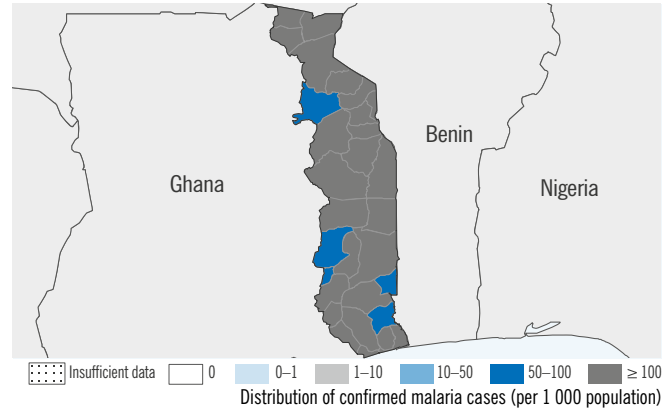 Benin
Ghana
Nigeria
Insufficient data 0 0–1 1–10 10–50 50–100 ≥ 100
Distribution of confirmed malaria cases (per 1 000 population)